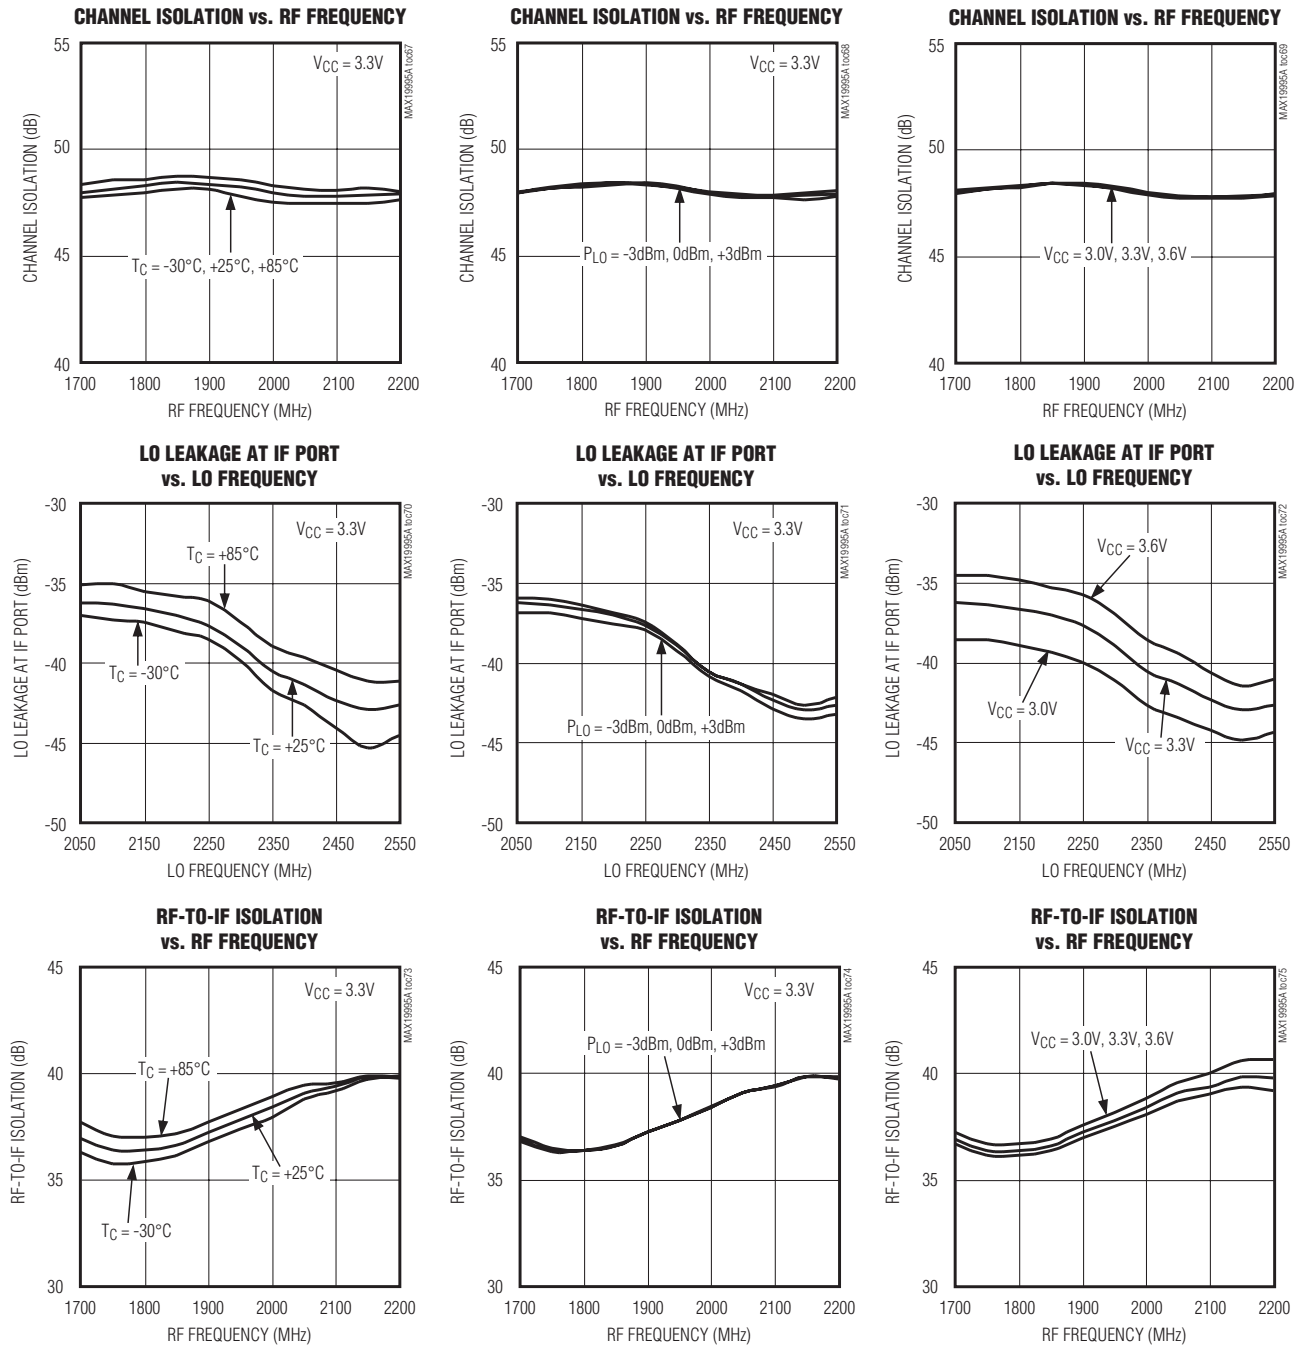 CHANNEL ISOLATION vs. RF FREQUENCY
55
50
45
40
CHANNEL ISOLATION (dB)
VCC = 3.3V
TC = -30°C, +25°C, +85°C
MAX19995A toc67
1700 1800 1900 2000 2100 2200
RF FREQUENCY (MHz)
CHANNEL ISOLATION vs. RF FREQUENCY
55
50
45
40
CHANNEL ISOLATION (dB)
VCC = 3.3V
PLO = -3dBm, 0dBm, +3dBm
MAX19995A toc68
1700 1800 1900 2000 2100 2200
RF FREQUENCY (MHz)
CHANNEL ISOLATION vs. RF FREQUENCY
55
50
45
40
CHANNEL ISOLATION (dB)
VCC = 3.0V, 3.3V, 3.6V
MAX19995A toc69
1700 1800 1900 2000 2100 2200
RF FREQUENCY (MHz)
LO LEAKAGE AT IF PORT
vs. LO FREQUENCY
-30
-35
-40
-45
-50
LO LEAKAGE AT IF PORT (dBm)
VCC = 3.3V
TC = +85°C
TC = -30°C
TC = +25°C
MAX19995A toc70
2050 2150 2250 2350 2450 2550
LO FREQUENCY (MHz)
LO LEAKAGE AT IF PORT
vs. LO FREQUENCY
-30
-35
-40
-45
-50
LO LEAKAGE AT IF PORT (dBm)
VCC = 3.3V
PLO = -3dBm, 0dBm, +3dBm
MAX19995A toc71
2050 2150 2250 2350 2450 2550
LO FREQUENCY (MHz)
LO LEAKAGE AT IF PORT
vs. LO FREQUENCY
-30
-35
-40
-45
-50
LO LEAKAGE AT IF PORT (dBm)
VCC = 3.6V
VCC = 3.0V
VCC = 3.3V
MAX19995A toc72
2050 2150 2250 2350 2450 2550
LO FREQUENCY (MHz)
RF-TO-IF ISOLATION
vs. RF FREQUENCY
45
40
35
30
RF-TO-IF ISOLATION (dB)
VCC = 3.3V
TC = +85°C
TC = +25°C
TC = -30°C
MAX19995A toc73
1700 1800 1900 2000 2100 2200
RF FREQUENCY (MHz)
RF-TO-IF ISOLATION
vs. RF FREQUENCY
45
40
35
30
RF-TO-IF ISOLATION (dB)
VCC = 3.3V
PLO = -3dBm, 0dBm, +3dBm
MAX19995A toc74
1700 1800 1900 2000 2100 2200
RF FREQUENCY (MHz)
RF-TO-IF ISOLATION
vs. RF FREQUENCY
45
40
35
30
RF-TO-IF ISOLATION (dB)
VCC = 3.0V, 3.3V, 3.6V
MAX19995A toc75
1700 1800 1900 2000 2100 2200
RF FREQUENCY (MHz)